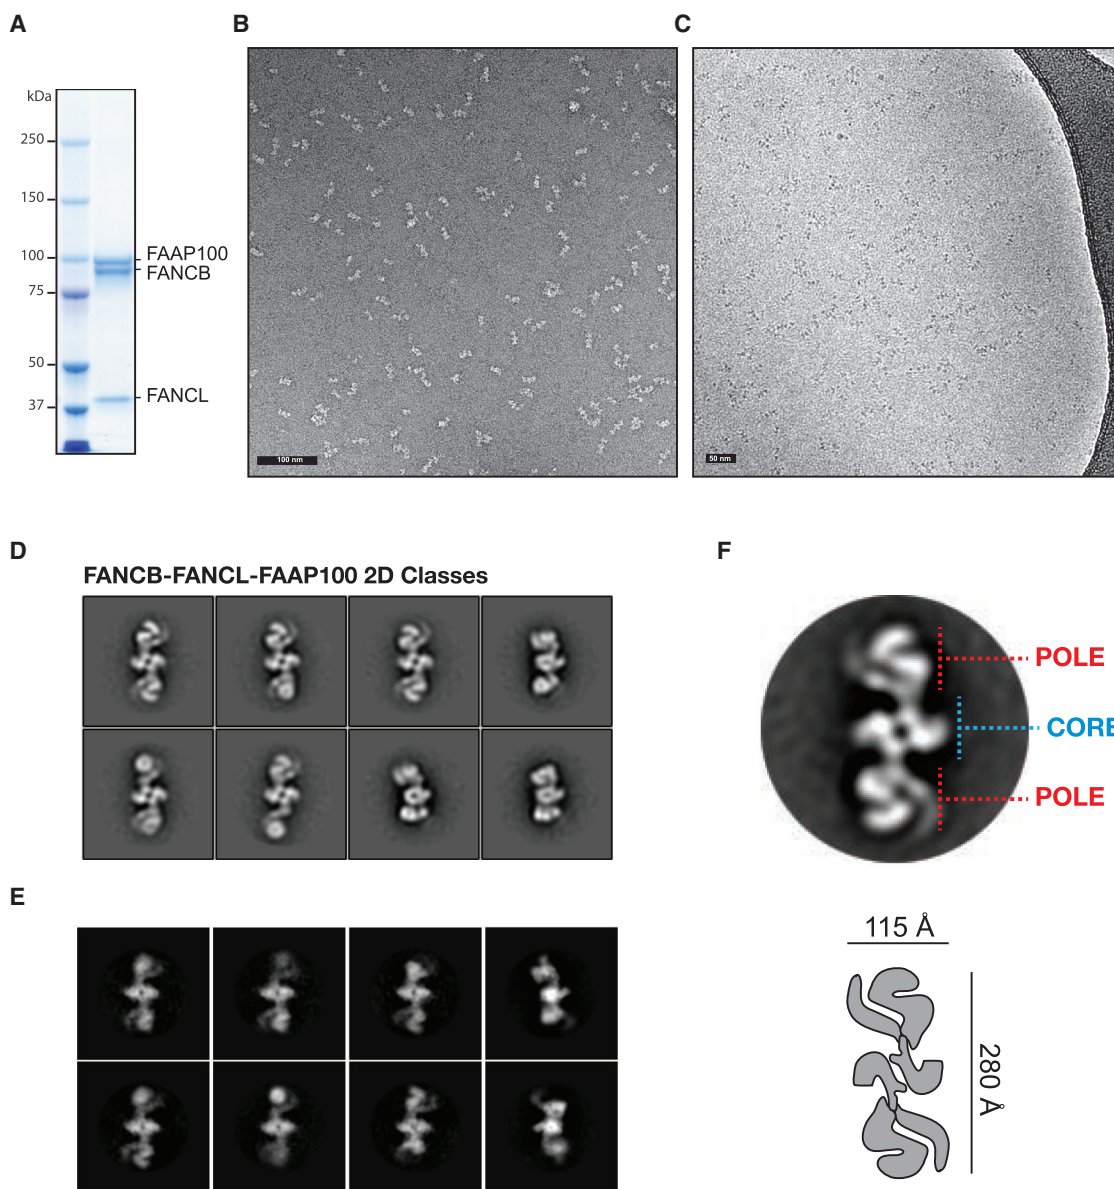 A
kDa
250
150
100
75
50
37
FAAP100
FANCB
FANCL
B
100 nm
C
50 nm
D
FANCB-FANCL-FAAP100 2D Classes
E
F
POLE
CORE
POLE
115 Å
280 Å